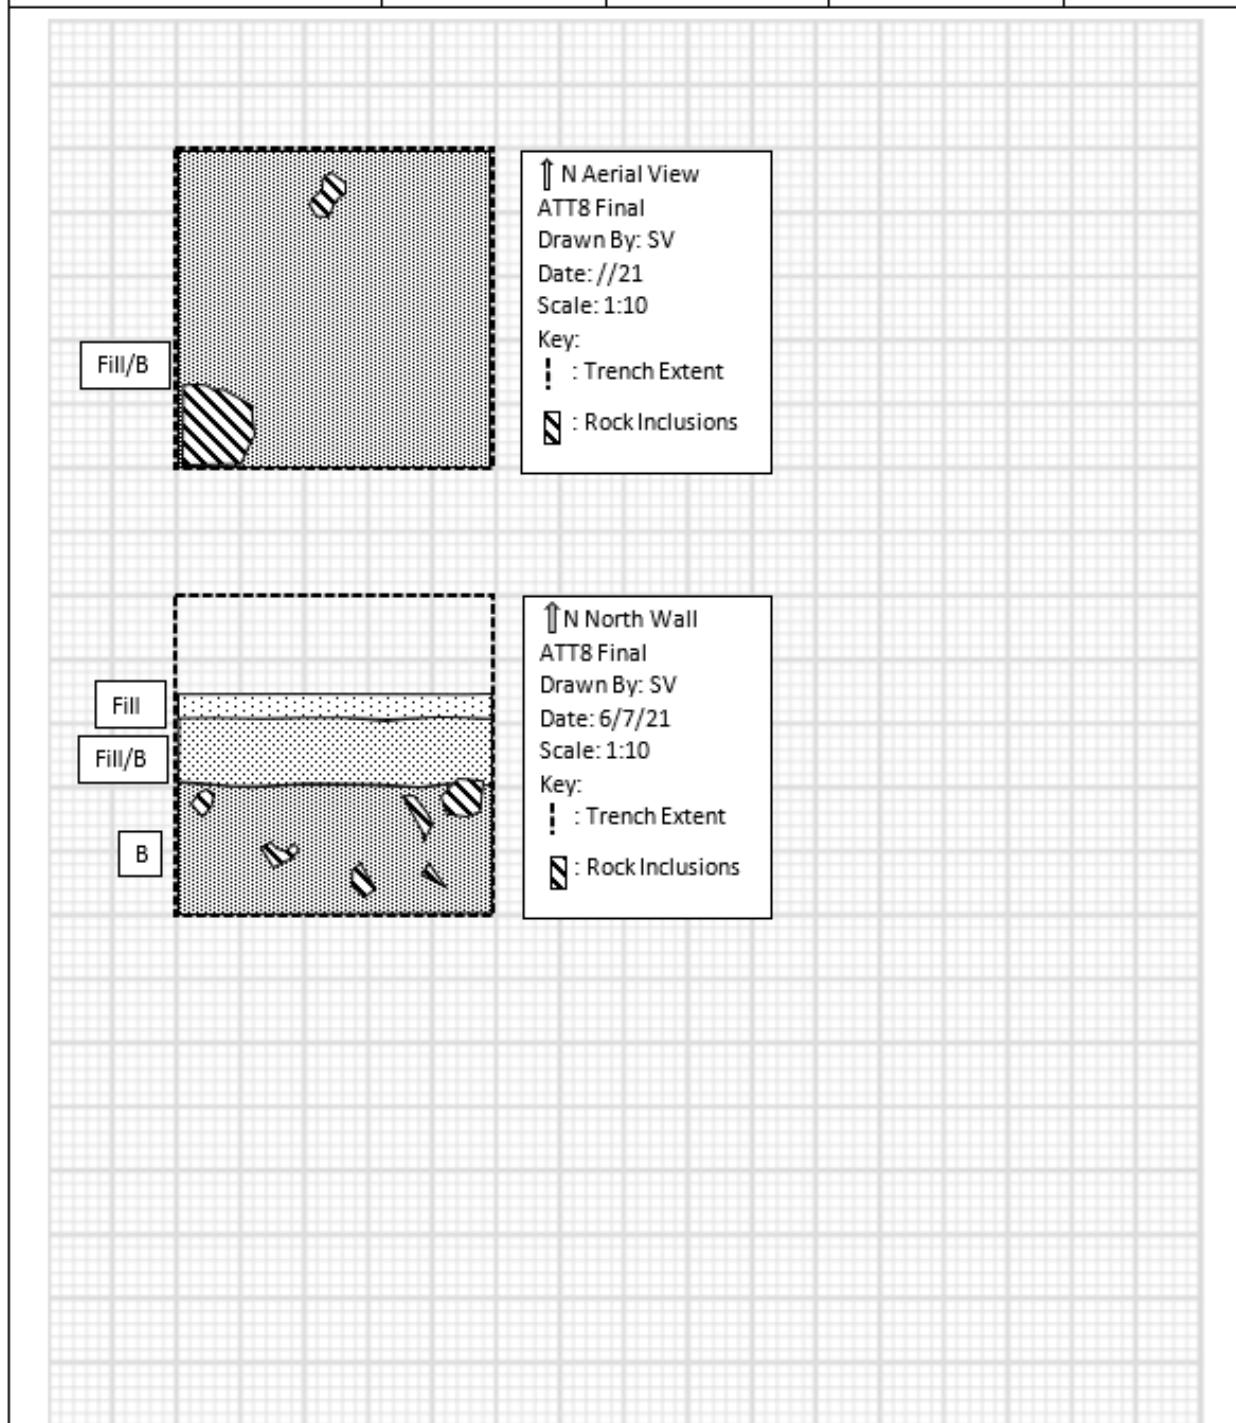 ↑ N Aerial View
ATT8 Final
Drawn By: SV
Date: //21
Scale: 1:10
Key:
: Trench Extent
: Rock Inclusions
Fill/B
↑ N North Wall
ATT8 Final
Drawn By: SV
Date: 6/7/21
Scale: 1:10
Key:
: Trench Extent
: Rock Inclusions
Fill
Fill/B
B